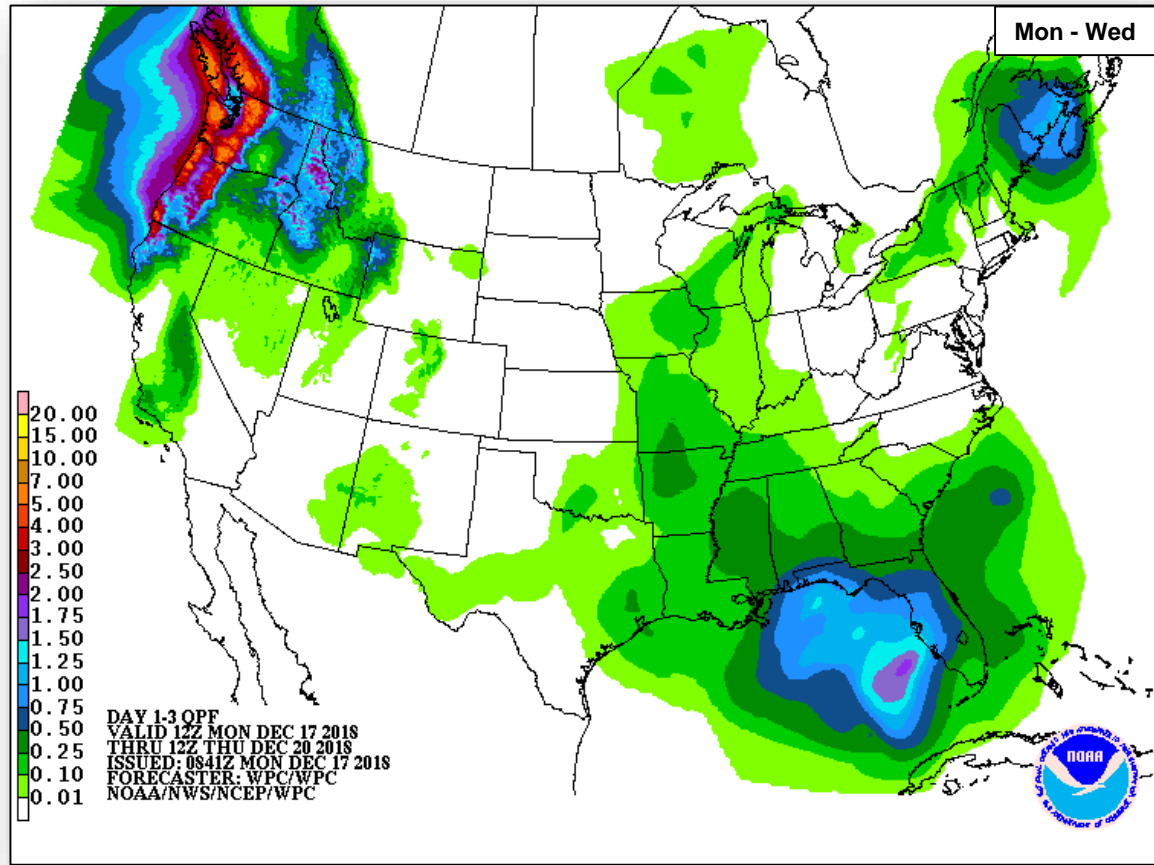 Mon - Wed
20.00
15.00
10.00
7.00
5.00
4.00
3.00
2.50
2.00
1.75
1.50
1.25
1.00
0.75
0.50
0.25
0.10
0.01
DAY 1-3 QPF
VALID 12Z MON DEC 17 2018
THRU 12Z THU DEC 20 2018
ISSUED: 0841Z MON DEC 17 2018
FORECASTER: WPC/WPC
NOAA/NWS/NCEP/WPC
NOAA